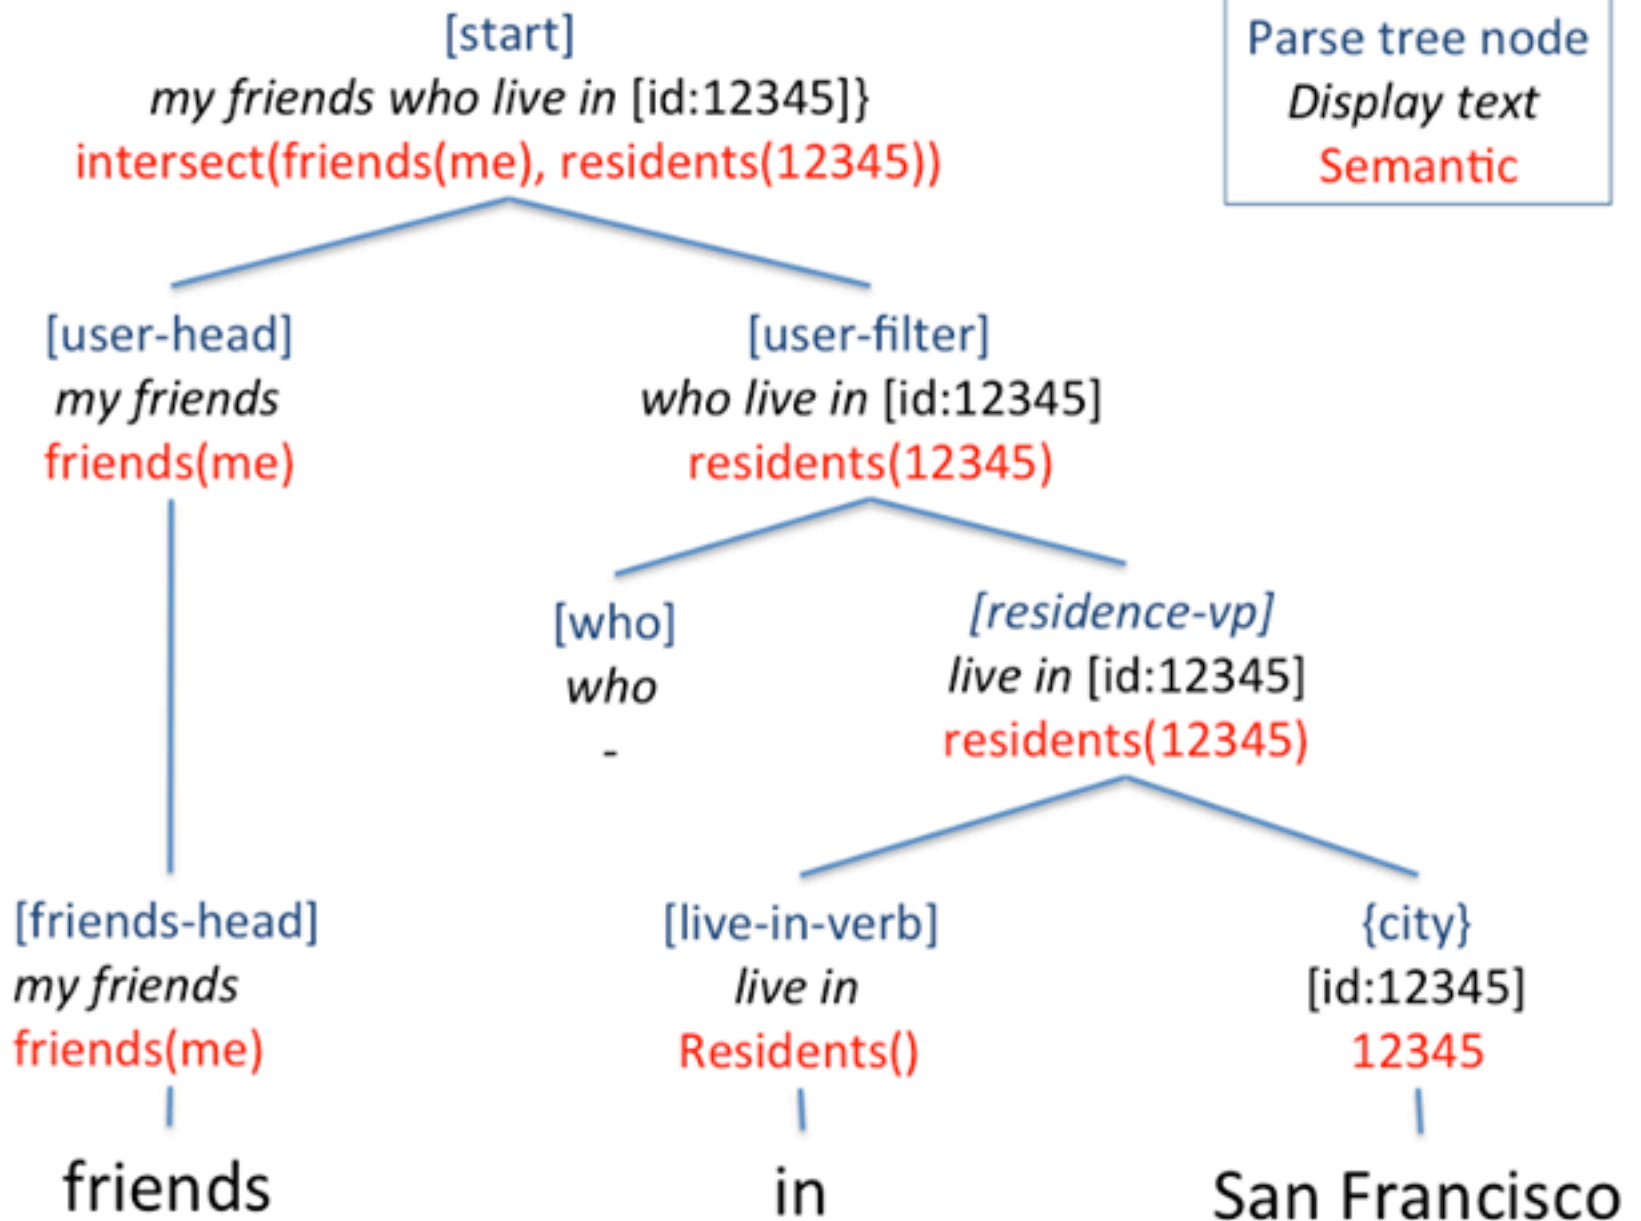 [start]
my friends who live in [id:12345]}
intersect(friends(me), residents(12345))
Parse tree node
Display text
Semantic
[user-head]
my friends
friends(me)
[user-filter]
who live in [id:12345]
residents(12345)
[who]
who
-
[residence-vp]
live in [id:12345]
residents(12345)
[friends-head]
my friends
friends(me)
[live-in-verb]
live in
Residents()
{city}
[id:12345]
12345
friends
in
San Francisco